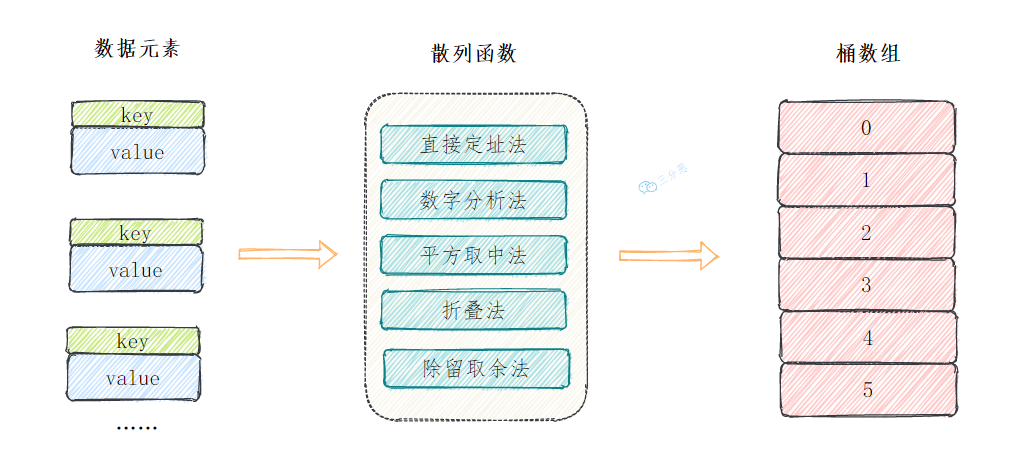 数据元素
散列函数
桶数组
key
value
key
value
key
value
……
直接定址法
数字分析法
平方取中法
折叠法
除留取余法
三分恶
0
1
2
3
4
5